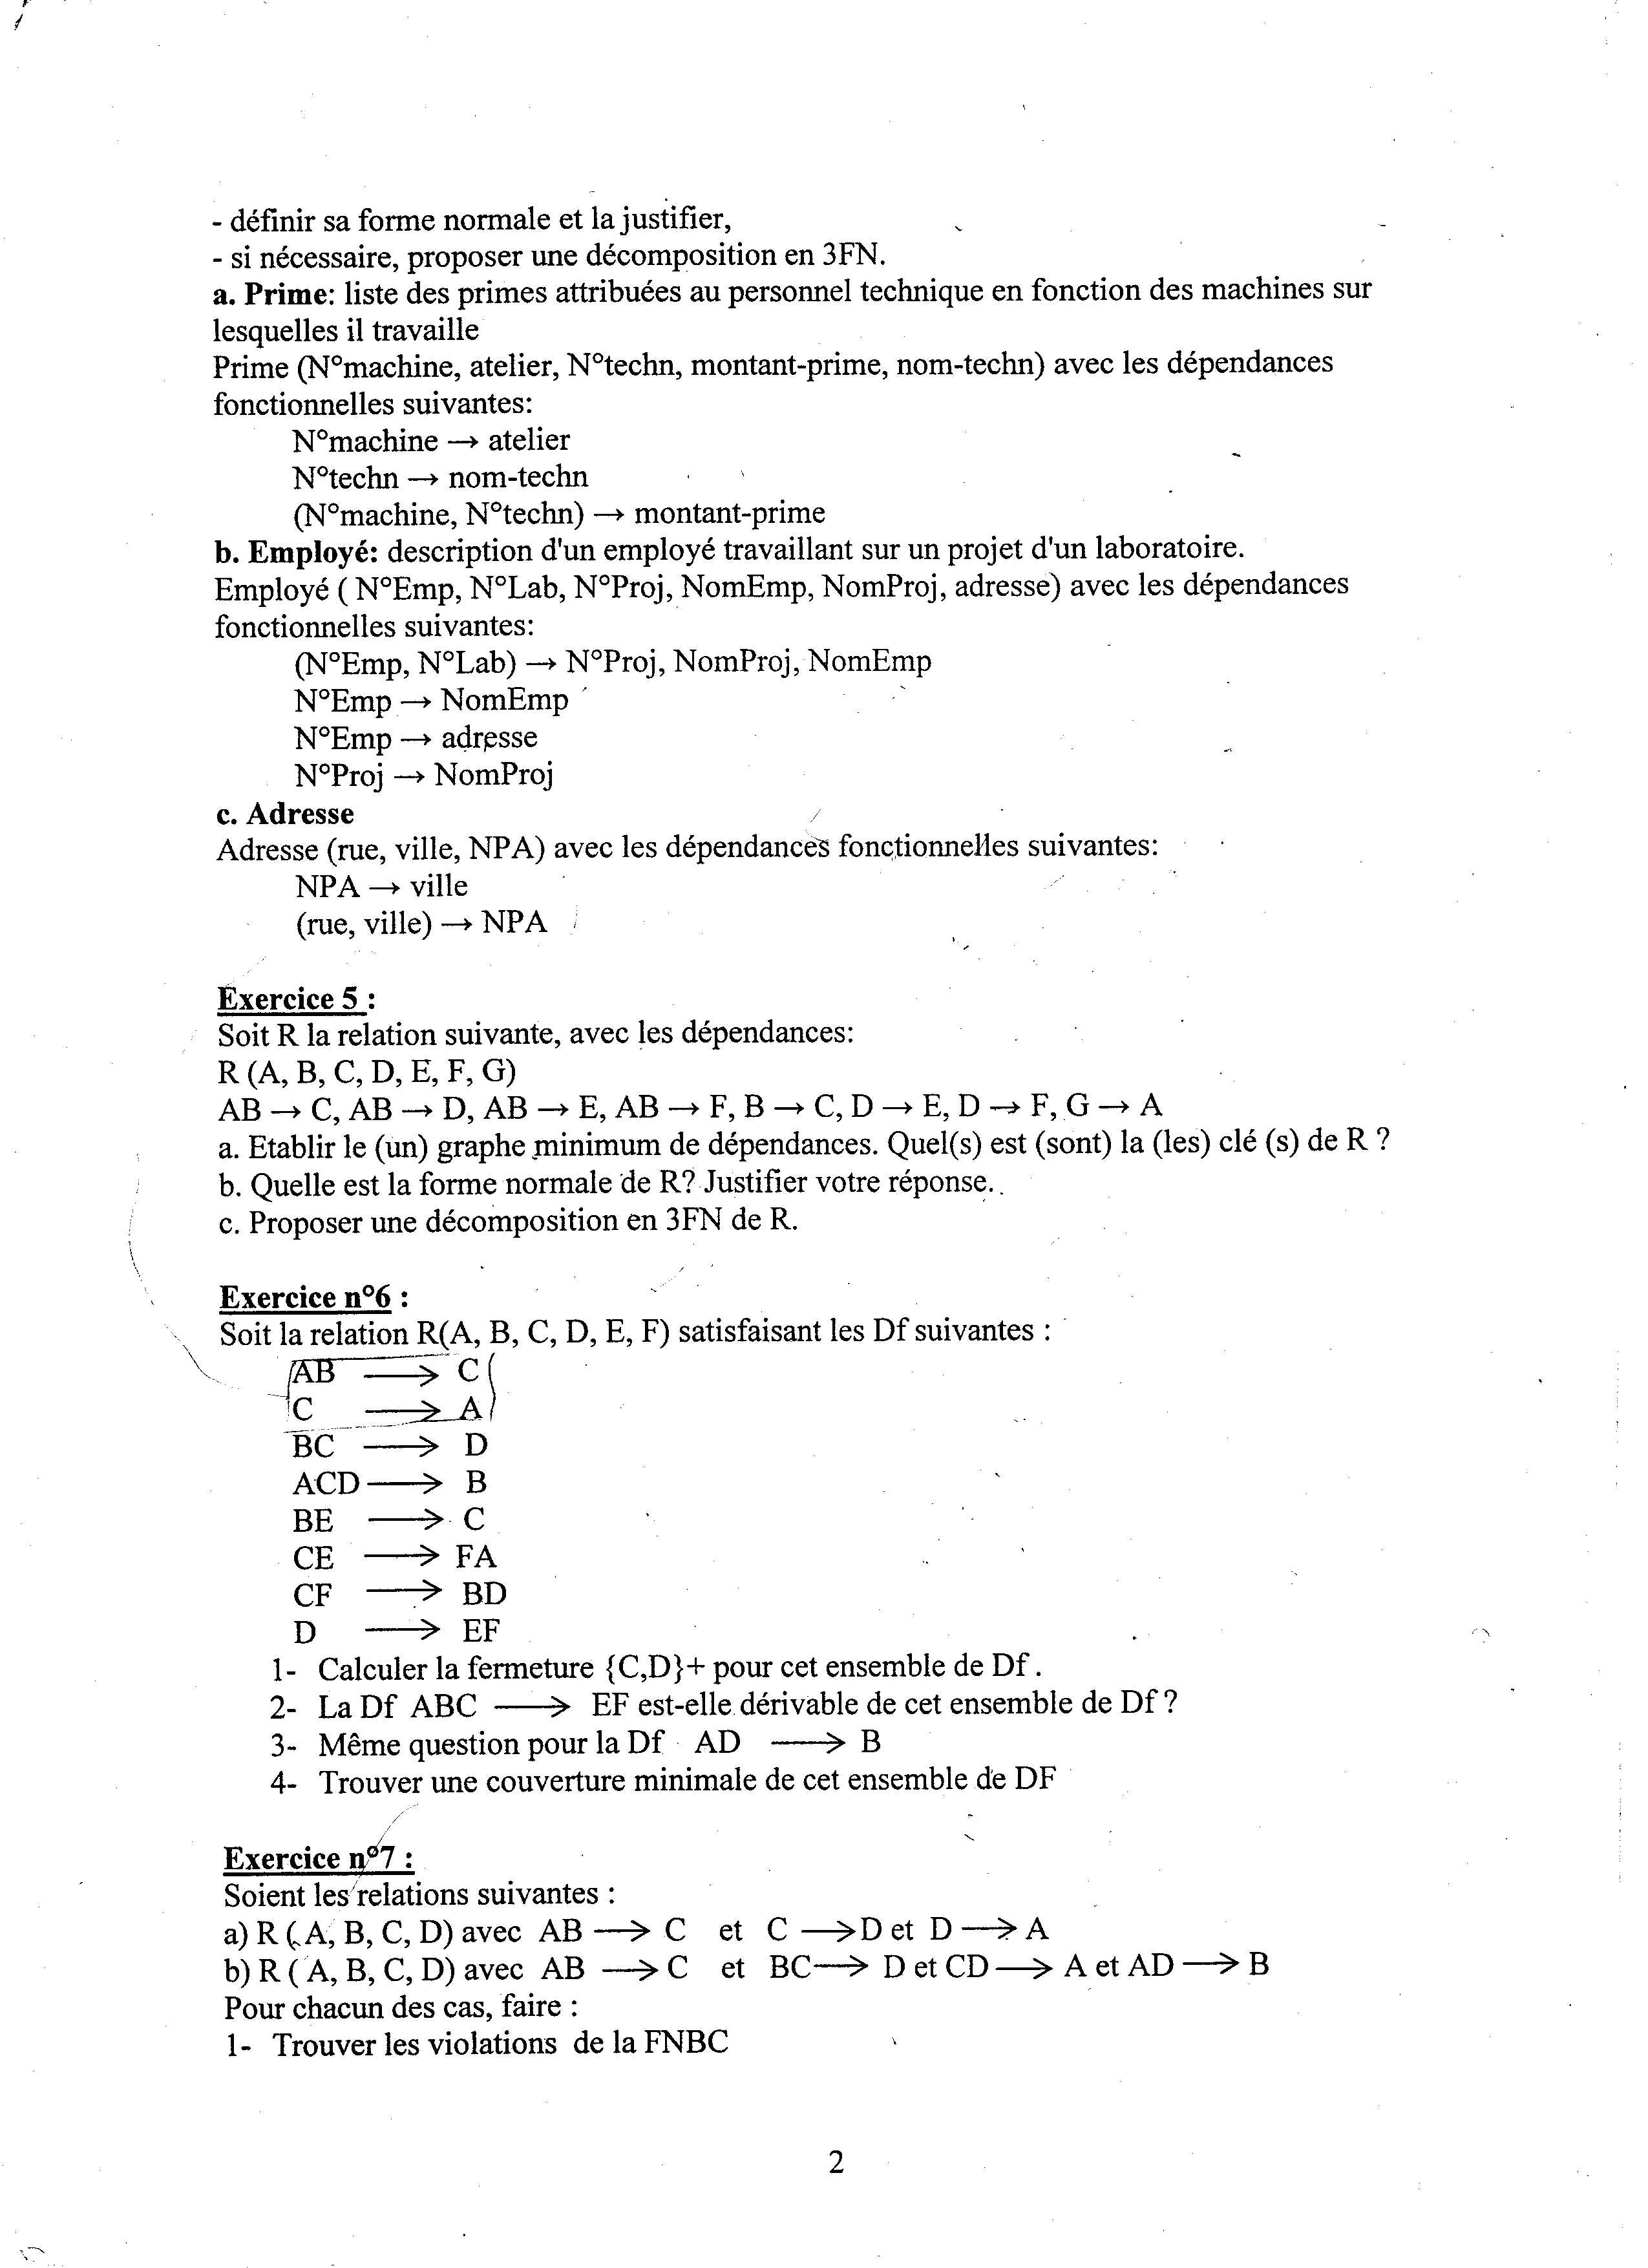 - définir sa forme normale et la justifier,
- si nécessaire, proposer une décomposition en 3FN.
a. Prime: liste des primes attribuées au personnel technique en fonction des machines sur
lesquelles il travaille
Prime (N°machine, atelier, N°techn, montant-prime, nom-techn) avec les dépendances
fonctionnelles suivantes:
N°machine → atelier
N°techn → nom-techn
(N°machine, N°techn) → montant-prime
b. Employé: description d'un employé travaillant sur un projet d'un laboratoire.
Employé ( N°Emp, N°Lab, N°Proj, NomEmp, NomProj, adresse) avec les dépendances
fonctionnelles suivantes:
(N°Emp, N°Lab) → N°Proj, NomProj, NomEmp
N°Emp → NomEmp
N°Emp → adresse
N°Proj → NomProj
c. Adresse
Adresse (rue, ville, NPA) avec les dépendances fonctionnelles suivantes:
NPA → ville
(rue, ville) → NPA
Exercice 5 :
Soit R la relation suivante, avec les dépendances:
R (A, B, C, D, E, F, G)
AB → C, AB → D, AB → E, AB → F, B → C, D → E, D → F, G → A
a. Etablir le (un) graphe minimum de dépendances. Quel(s) est (sont) la (les) clé (s) de R ?
b. Quelle est la forme normale de R? Justifier votre réponse.
c. Proposer une décomposition en 3FN de R.
Exercice n°6 :
Soit la relation R(A, B, C, D, E, F) satisfaisant les Df suivantes :
AB → C
C → A
BC → D
ACD → B
BE → C
CE → FA
CF → BD
D → EF
1- Calculer la fermeture {C,D}+ pour cet ensemble de Df .
2- La Df ABC → EF est-elle dérivable de cet ensemble de Df ?
3- Même question pour la Df AD → B
4- Trouver une couverture minimale de cet ensemble de DF
Exercice n°7 :
Soient les relations suivantes :
a) R ( A, B, C, D) avec AB → C et C → D et D → A
b) R ( A, B, C, D) avec AB → C et BC → D et CD → A et AD → B
Pour chacun des cas, faire :
1- Trouver les violations de la FNBC
2